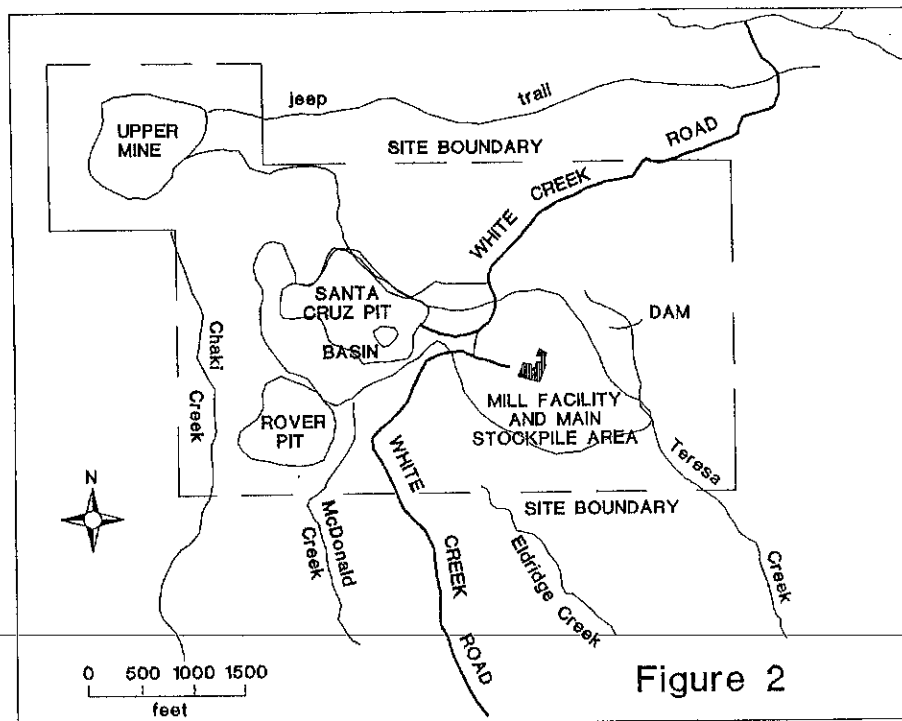 jeep trail
UPPER
MINE
SITE BOUNDARY
WHITE CREEK ROAD
SANTA
CRUZ PIT
BASIN
DAM
Chaki Creek
ROVER
PIT
MILL FACILITY
AND MAIN
STOCKPILE AREA
WHITE CREEK ROAD
Teresa Creek
N
McDonald
Creek
SITE BOUNDARY
Eldridge Creek
0 500 1000 1500
feet
Figure 2